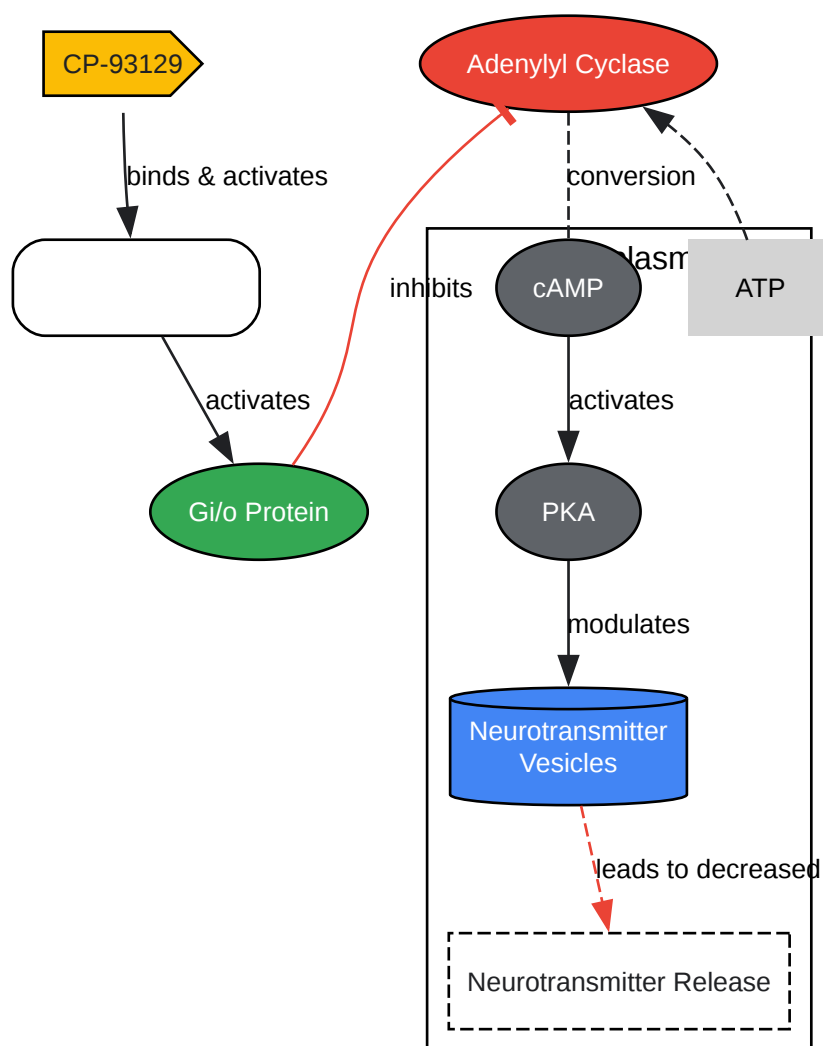 CP-93129
Adenylyl Cyclase
binds & activates
conversion
inhibits
cAMP
ATP
activates
activates
Gi/o Protein
PKA
modulates
Neurotransmitter
Vesicles
leads to decreased
Neurotransmitter Release